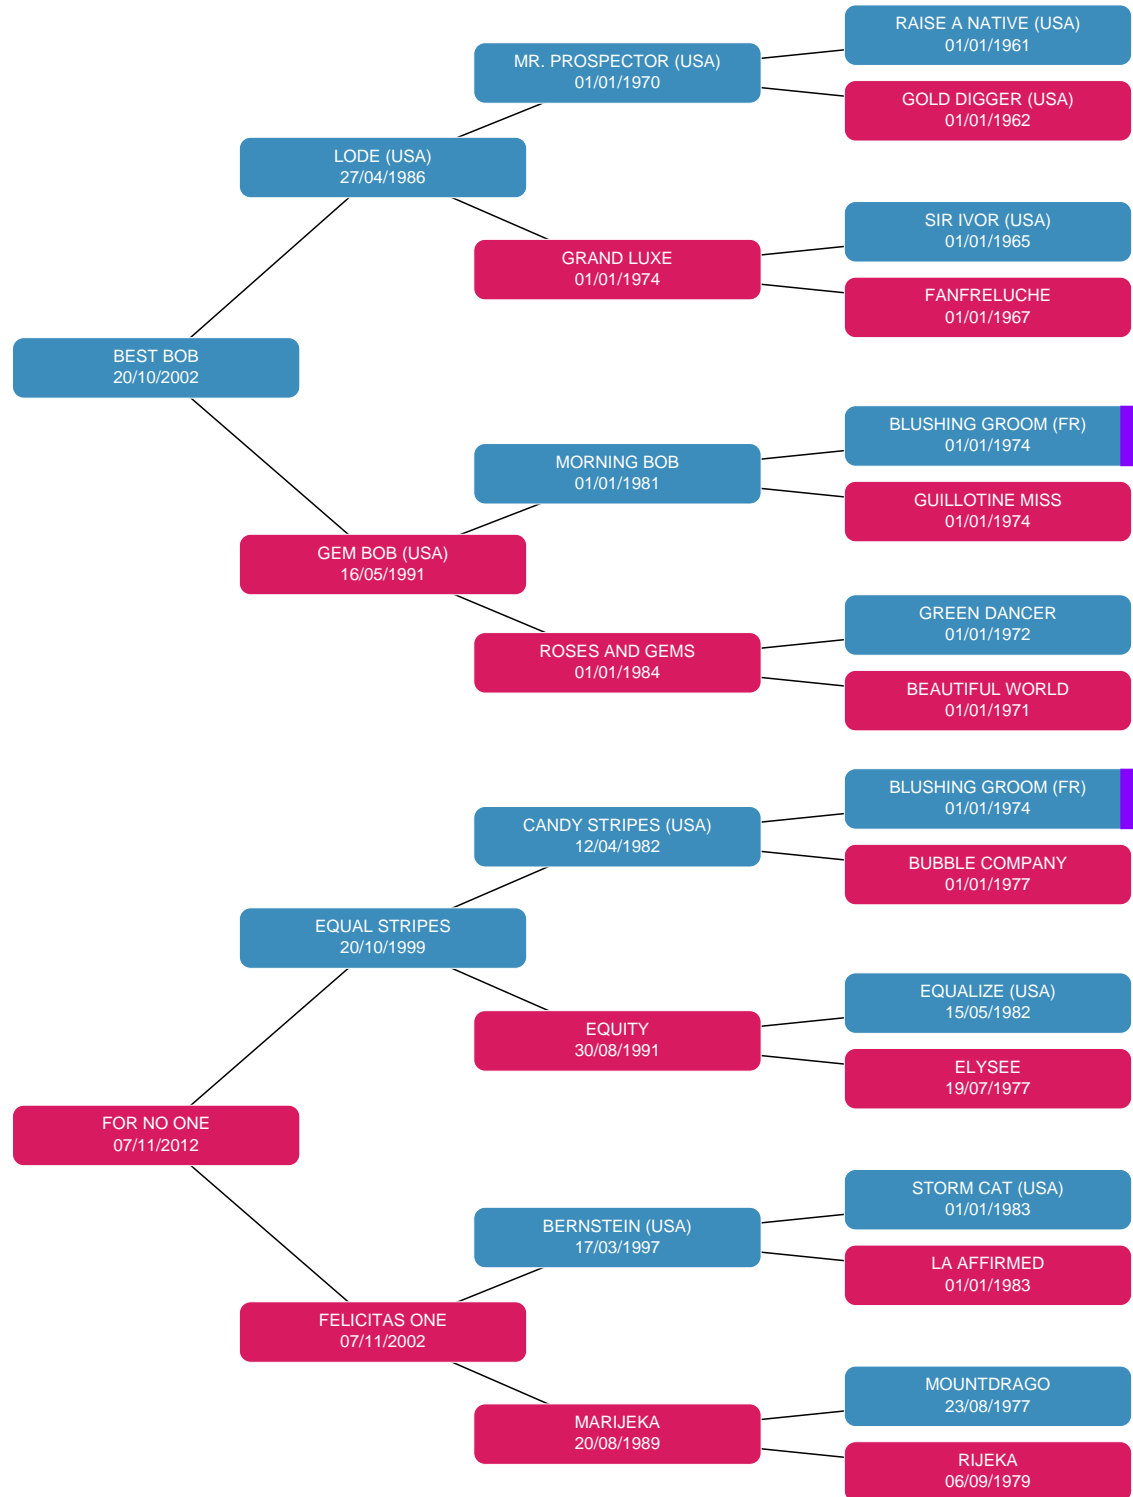 RAISE A NATIVE (USA)
01/01/1961
MR. PROSPECTOR (USA)
01/01/1970
GOLD DIGGER (USA)
01/01/1962
LODE (USA)
27/04/1986
SIR IVOR (USA)
01/01/1965
GRAND LUXE
01/01/1974
FANFRELUCHE
01/01/1967
BEST BOB
20/10/2002
BLUSHING GROOM (FR)
01/01/1974
MORNING BOB
01/01/1981
GUILLOTINE MISS
01/01/1974
GEM BOB (USA)
16/05/1991
GREEN DANCER
01/01/1972
ROSES AND GEMS
01/01/1984
BEAUTIFUL WORLD
01/01/1971
BLUSHING GROOM (FR)
01/01/1974
CANDY STRIPES (USA)
12/04/1982
BUBBLE COMPANY
01/01/1977
EQUAL STRIPES
20/10/1999
EQUALIZE (USA)
15/05/1982
EQUITY
30/08/1991
ELYSEE
19/07/1977
FOR NO ONE
07/11/2012
STORM CAT (USA)
01/01/1983
BERNSTEIN (USA)
17/03/1997
LA AFFIRMED
01/01/1983
FELICITAS ONE
07/11/2002
MOUNTDRAGO
23/08/1977
MARIJEKA
20/08/1989
RIJEKA
06/09/1979